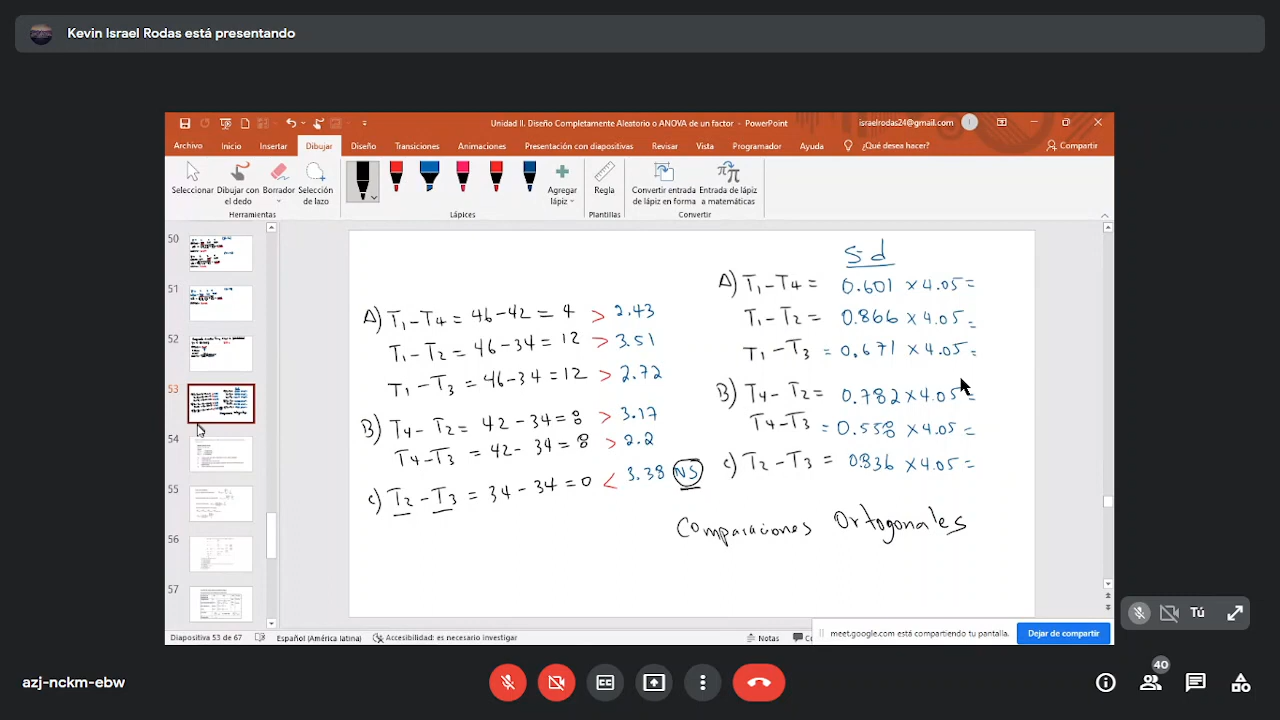 Kevin Israel Rodas está presentando
Unidad II. Diseño Completamente Aleatorio o ANOVA de un factor - PowerPoint
israelrodas24@gmail.com
I
Archivo Inicio Insertar Dibujar Diseño Transiciones Animaciones Presentación con diapositivas Revisar Vista Programador Ayuda ¿Qué desea hacer? Compartir
Seleccionar
Dibujar con el dedo
Borrador
Selección de lazo
Agregar lápiz
Regla
Convertir entrada de lápiz en forma
Entrada de lápiz a matemáticas
Herramientas Lápices Plantillas Convertir
50
51
52
53
54
55
56
57
A) T1-T4 = 46-42 = 4 > 2.43
T1-T2 = 46-34 = 12 > 3.51
T1-T3 = 46-34 = 12 > 2.72
B) T4-T2 = 42-34 = 8 > 3.17
T4-T3 = 42-34 = 8 > 2.2
C) T2-T3 = 34-34 = 0 < 3.38 NS
S-d
A) T1-T4 = 0.601 x 4.05 =
T1-T2 = 0.866 x 4.05 =
T1-T3 = 0.671 x 4.05 =
B) T4-T2 = 0.782 x 4.05 =
T4-T3 = 0.558 x 4.05 =
C) T2-T3 = 0.836 x 4.05 =
Comparaciones Ortogonales
Diapositiva 53 de 67 Español (América latina) Accesibilidad: es necesario investigar Notas
meet.google.com está compartiendo tu pantalla. Dejar de compartir
Tú
azj-nckm-ebw
40